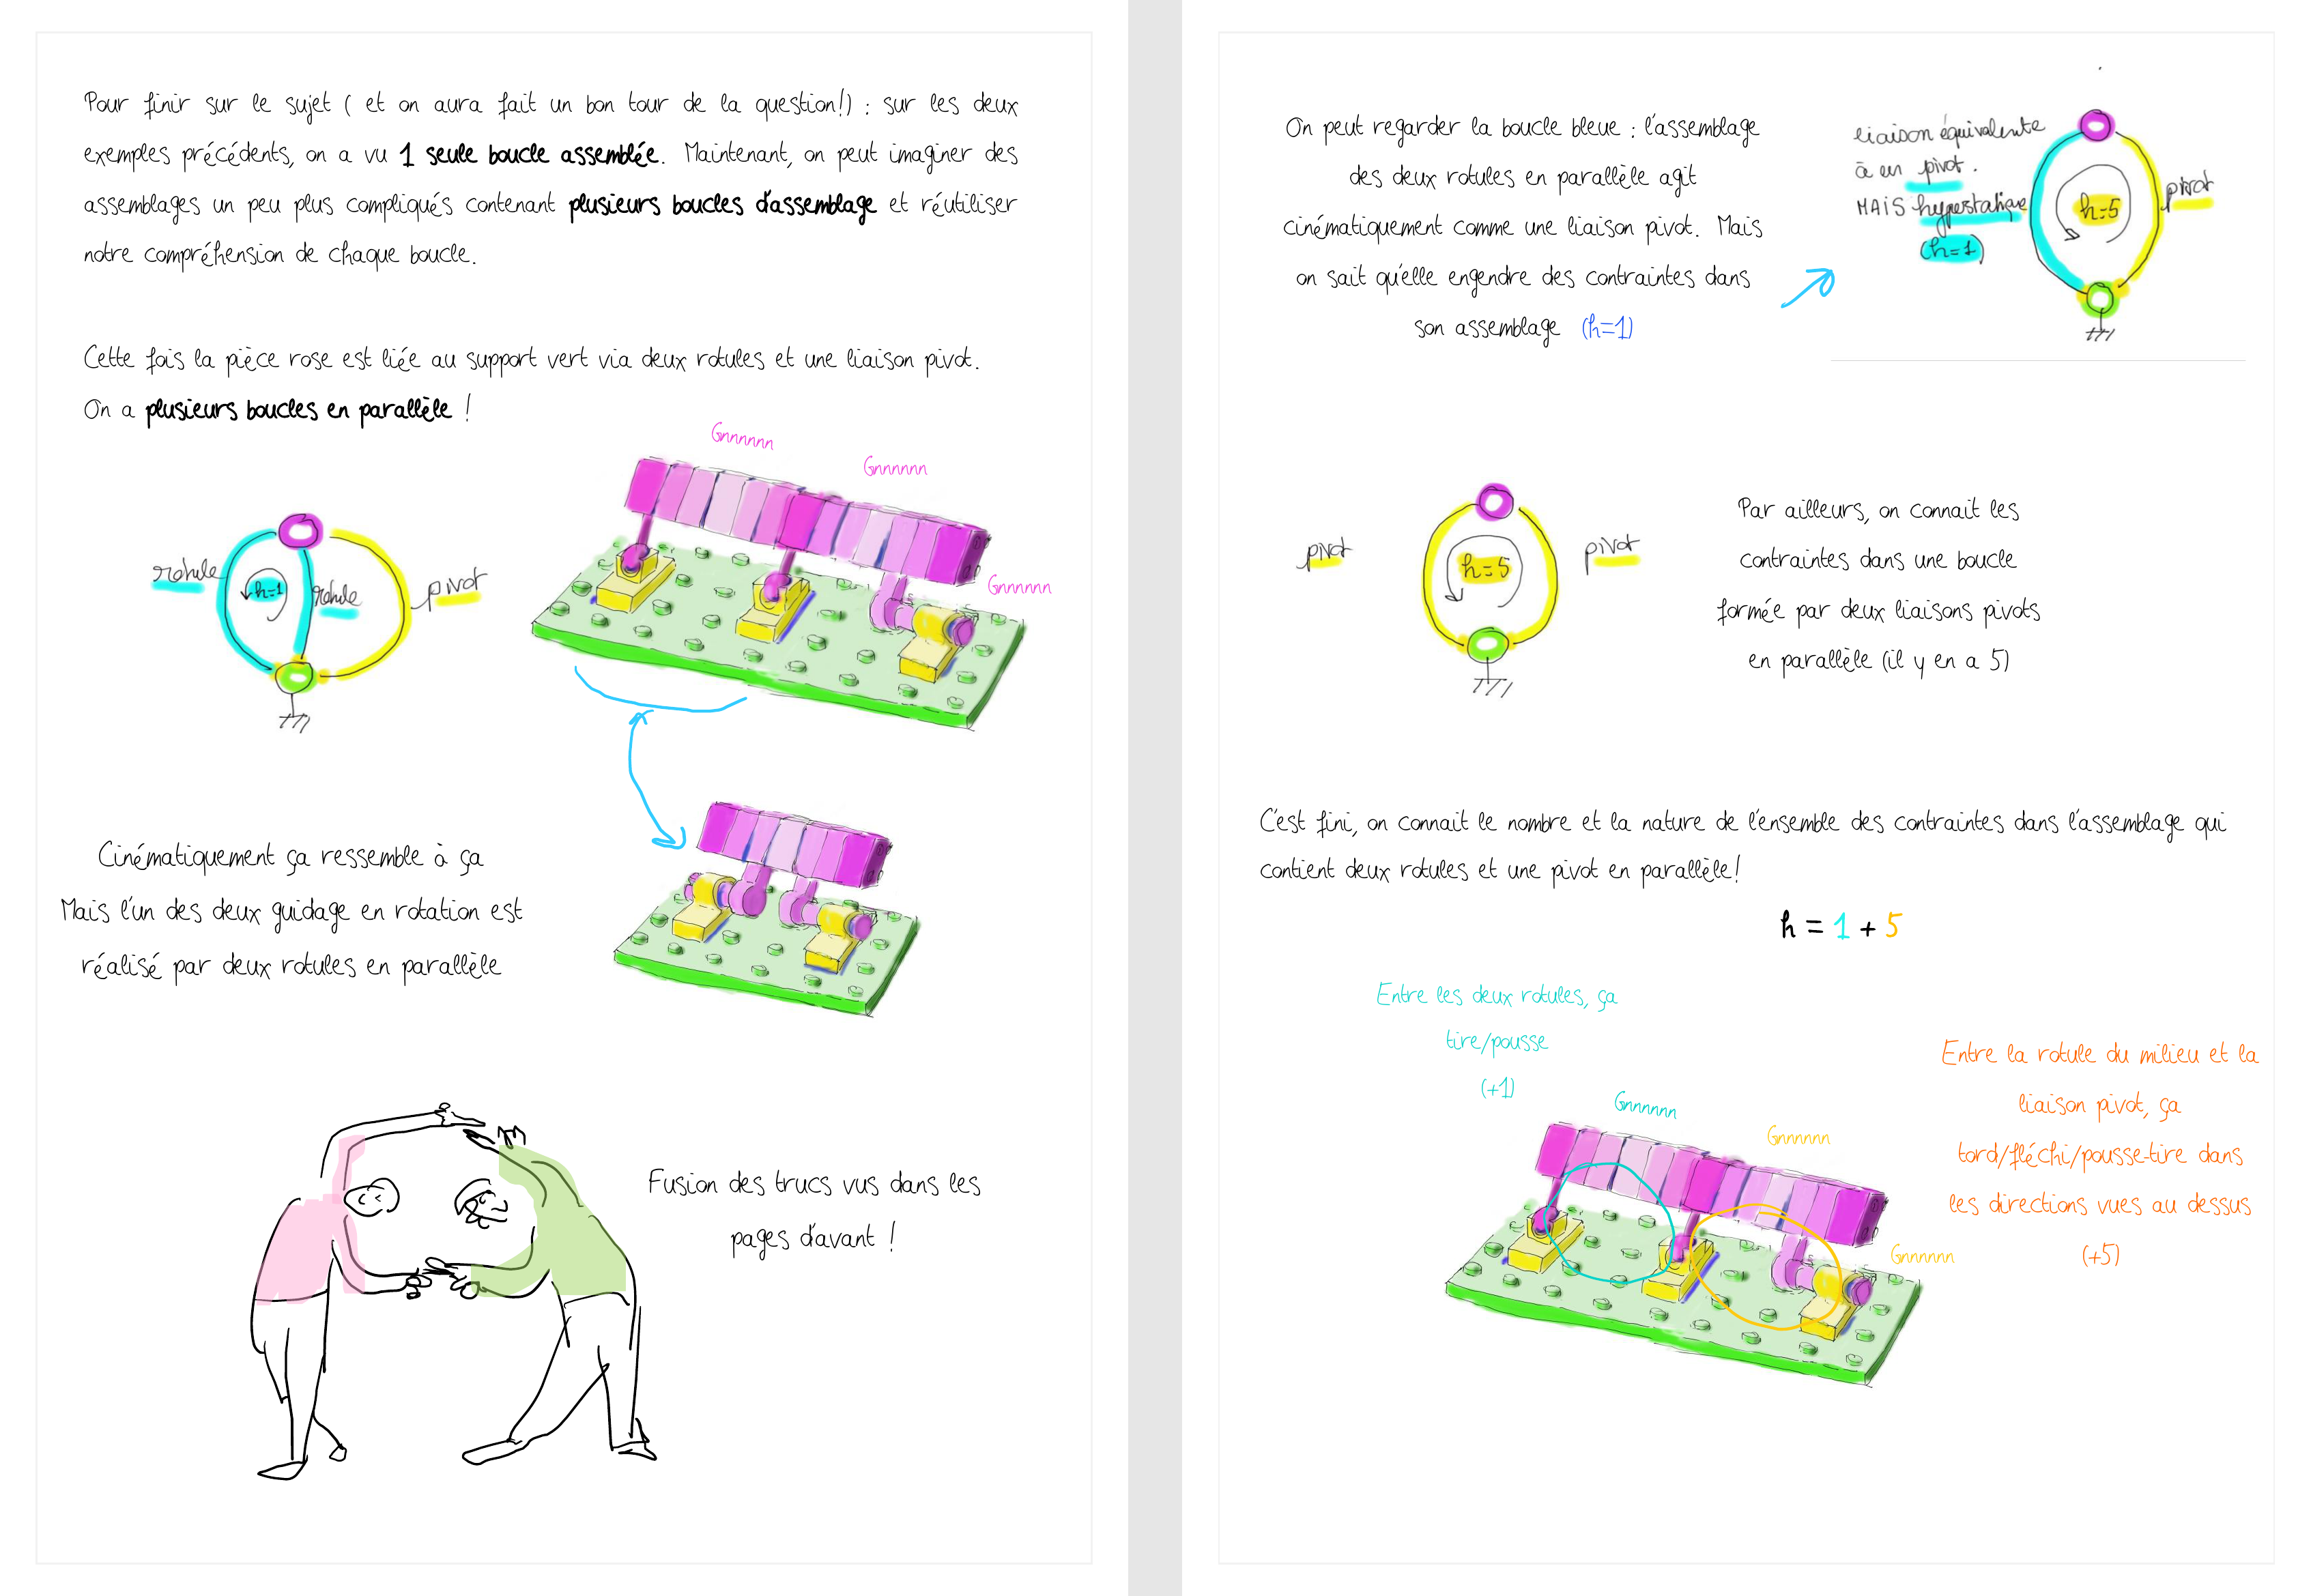 Pour finir sur le sujet ( et on aura fait un bon tour de la question!) : sur les deux
exemples précédents, on a vu 1 seule boucle assemblée. Maintenant, on peut imaginer des
assemblages un peu plus compliqués contenant plusieurs boucles d'assemblage et réutiliser
notre compréhension de chaque boucle.
Cette fois la pièce rose est liée au support vert via deux rotules et une liaison pivot.
On a plusieurs boucles en parallèle !
Gnnnnnn
Gnnnnnn
Gnnnnnn
rotule
h=1
rotule
pivot
Cinématiquement ça ressemble à ça
Mais l'un des deux guidage en rotation est
réalisé par deux rotules en parallèle
Fusion des trucs vus dans les
pages d'avant !
On peut regarder la boucle bleue : l'assemblage
des deux rotules en parallèle agit
cinématiquement comme une liaison pivot. Mais
on sait qu'elle engendre des contraintes dans
son assemblage (h=1)
liaison équivalente
à un pivot.
MAIS hyperstatique
(h=1)
h=5
pivot
pivot
h=5
pivot
Par ailleurs, on connait les
contraintes dans une boucle
formée par deux liaisons pivots
en parallèle (il y en a 5)
C'est fini, on connait le nombre et la nature de l'ensemble des contraintes dans l'assemblage qui
contient deux rotules et une pivot en parallèle!
h = 1 + 5
Entre les deux rotules, ça
tire/pousse
(+1)
Entre la rotule du milieu et la
liaison pivot, ça
tord/fléchi/pousse-tire dans
les directions vues au dessus
(+5)
Gnnnnnn
Gnnnnnn
Gnnnnnn